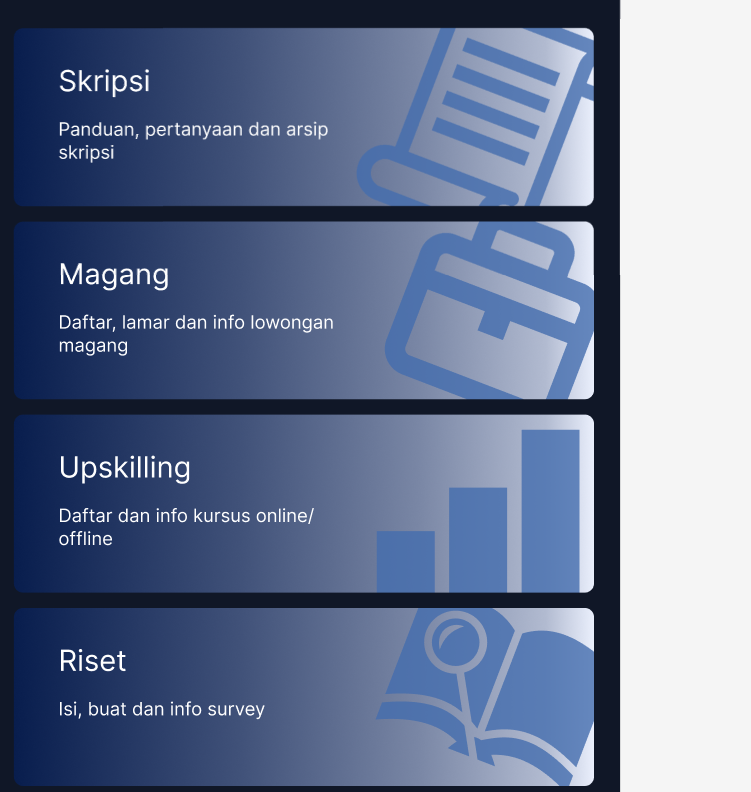 Skripsi
Panduan, pertanyaan dan arsip
skripsi
Magang
Daftar, lamar dan info lowongan
magang
Upskilling
Daftar dan info kursus online/
offline
Riset
Isi, buat dan info survey